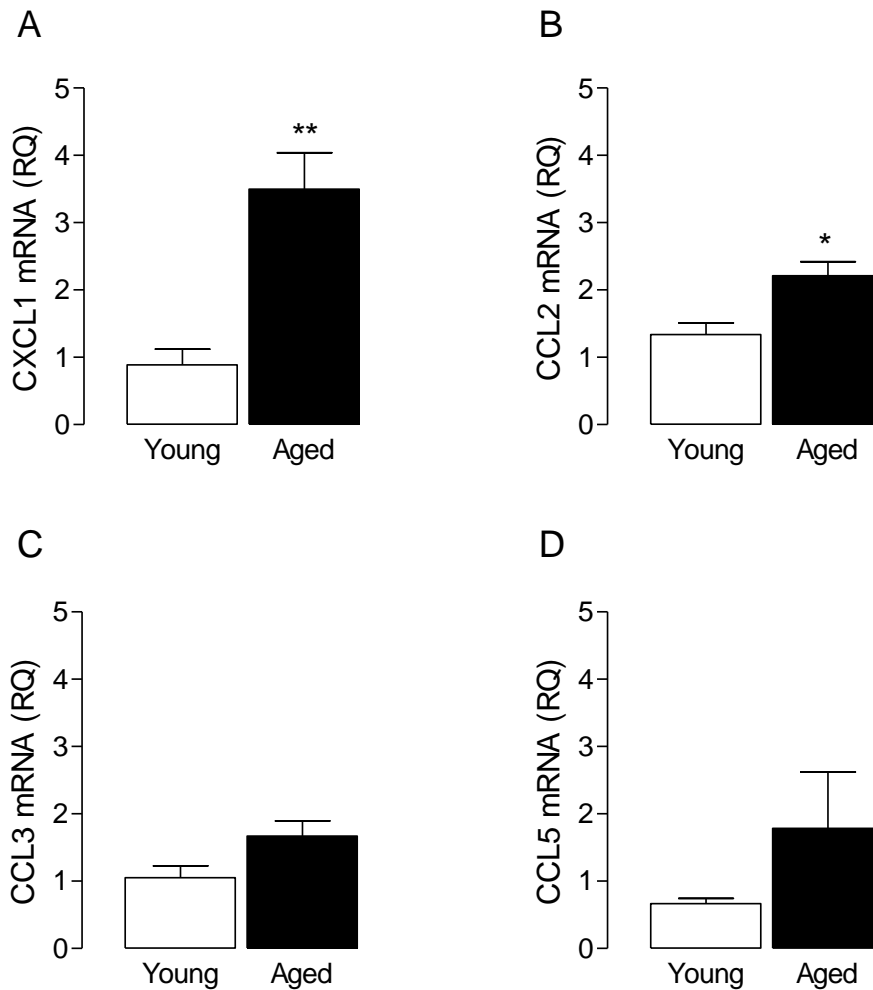 A
CXCL1 mRNA (RQ)
5
4
3
2
1
0
**
Young Aged
B
CCL2 mRNA (RQ)
5
4
3
2
1
0
*
Young Aged
C
CCL3 mRNA (RQ)
5
4
3
2
1
0
Young Aged
D
CCL5 mRNA (RQ)
5
4
3
2
1
0
Young Aged